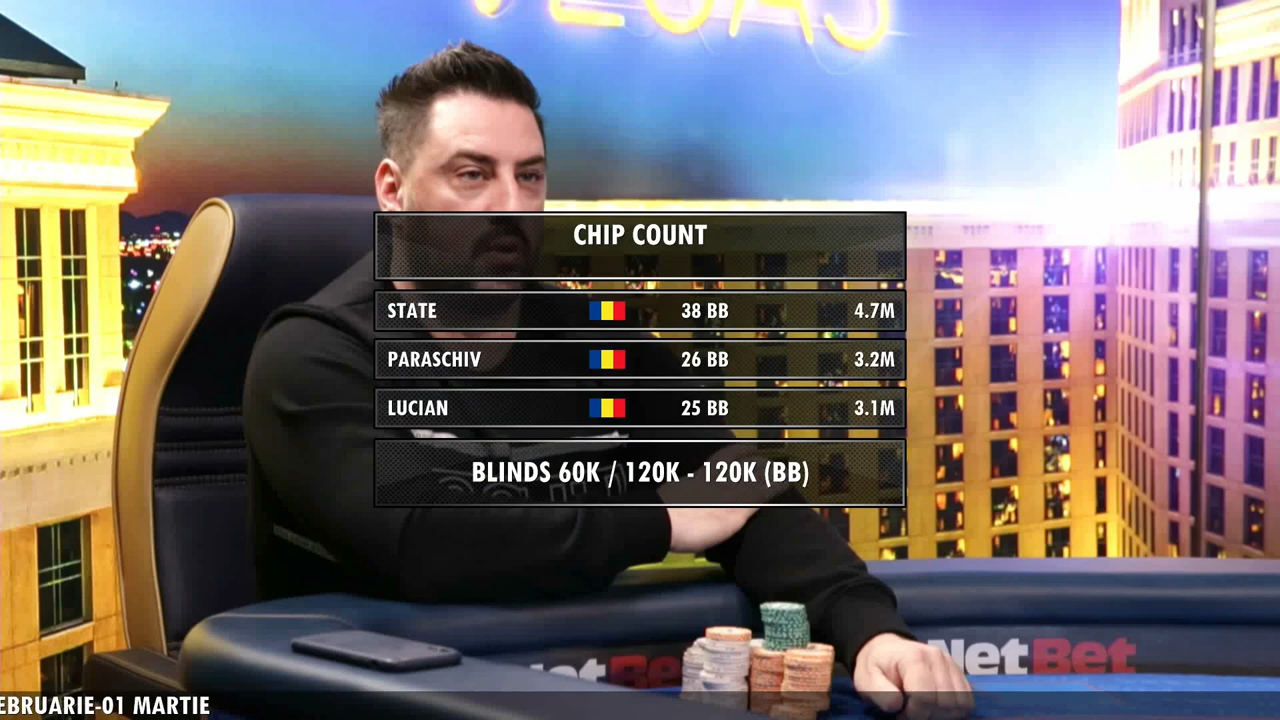 VEGAS
CHIP COUNT
STATE 38 BB 4.7M
PARASCHIV 26 BB 3.2M
LUCIAN 25 BB 3.1M
BLINDS 60K / 120K - 120K (BB)
NetBet
EBRUARIE-01 MARTIE